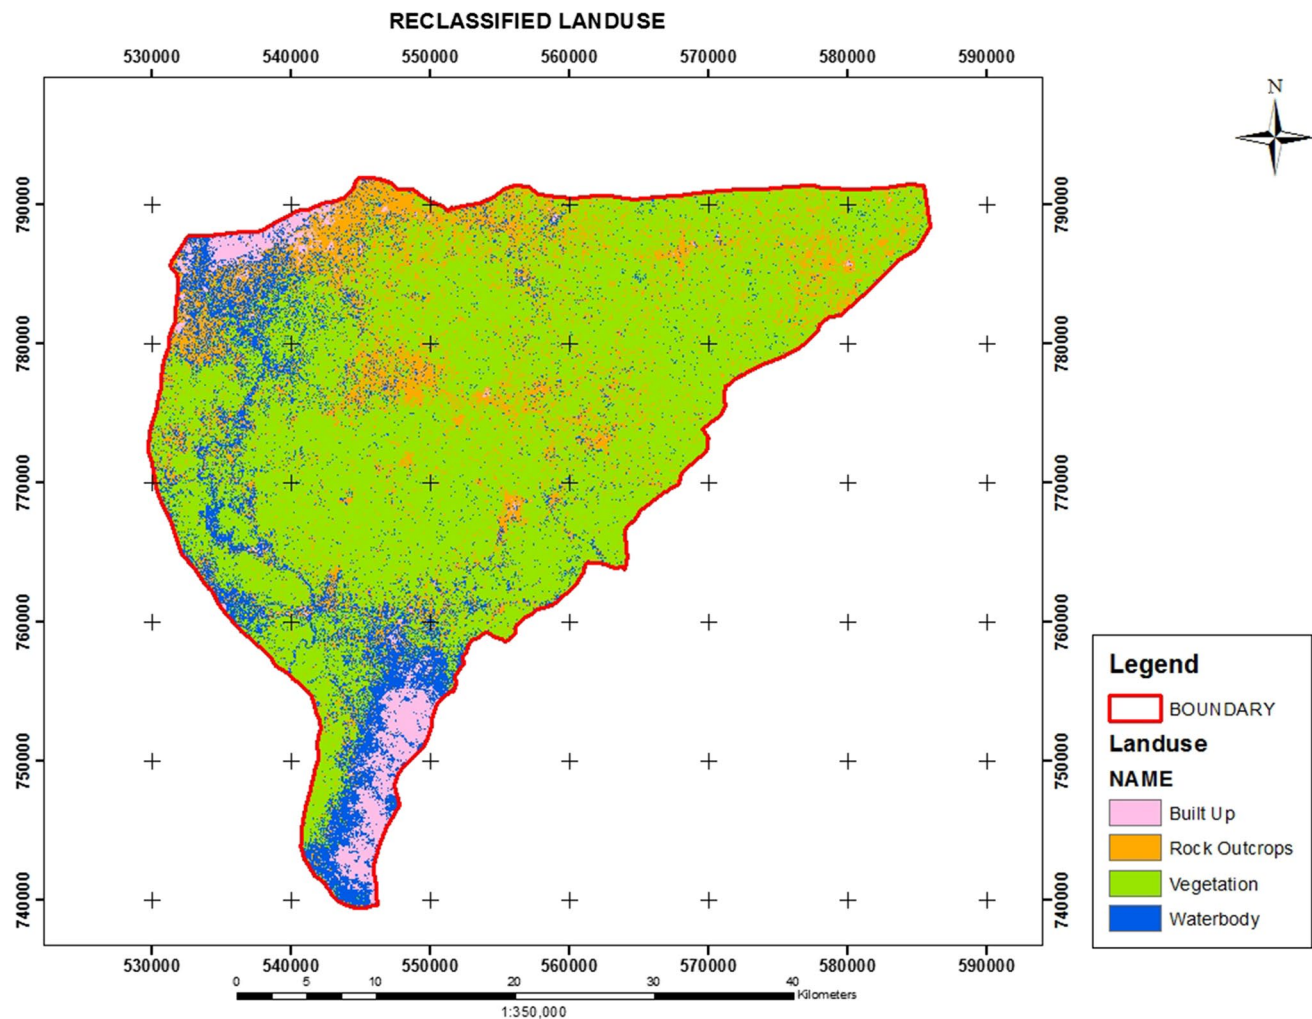 RECLASSIFIED LANDUSE
530000 540000 550000 560000 570000 580000 590000
N
790000 790000
780000 780000
770000 770000
760000 760000
750000 750000
740000 740000
Legend
BOUNDARY
Landuse
NAME
Built Up
Rock Outcrops
Vegetation
Waterbody
530000 540000 550000 560000 570000 580000 590000
0 5 10 20 30 40
Kilometers
1:350,000